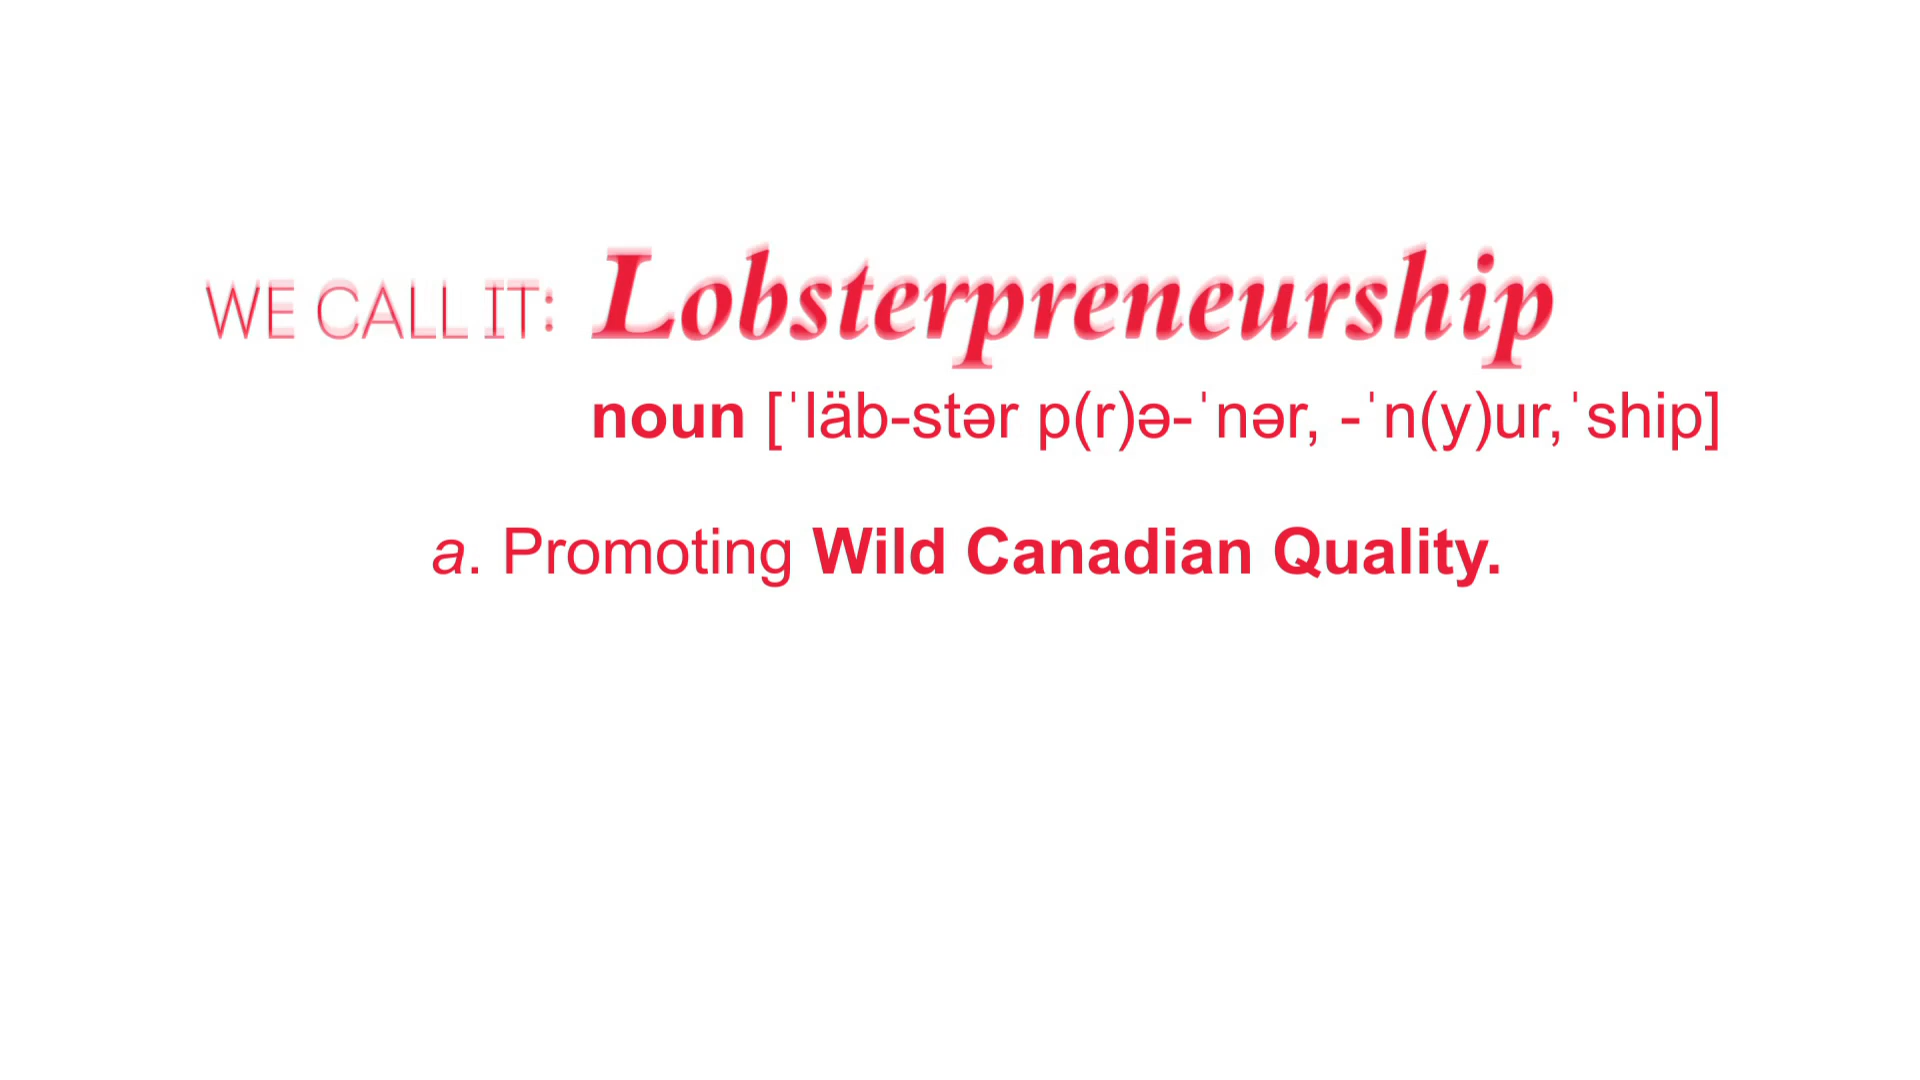 WE CALL IT: Lobsterpreneurship
noun [ˈläb-stər p(r)ə-ˈnər, -ˈn(y)ur,ˈship]
a. Promoting Wild Canadian Quality.